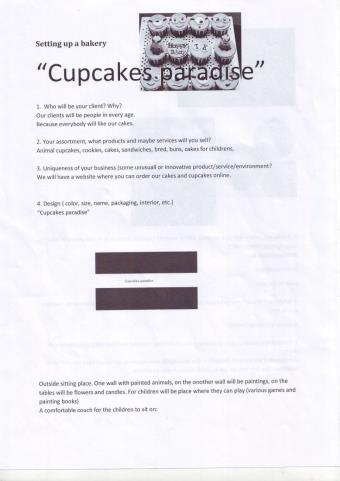 Setting up a bakery
Happy
"Cupcakes paradise"
1. Who will be your client? Why?
Our clients will be people in every age.
Because everybody will like our cakes.
2. Your assortment, what products and maybe services will you sell?
Animal cupcakes, cookies, cakes, sandwiches, bred, buns, cakes for childrens,
3. Uniqueness of your business (some unusuall or innovative product/service/environment?
We will have a website where you can order our cakes and cupcakes online.
4. Design ( color, size, name, packaging, interior, etc.)
"Cupcakes paradise"
Cupcakes paradise
Outside sitting place. One wall with painted animals, on the onother wall will be paintings, on the
tables will be flowers and candles. For children will be place where they can play (various games and
painting books)
A comfortable couch for the children to sit on: